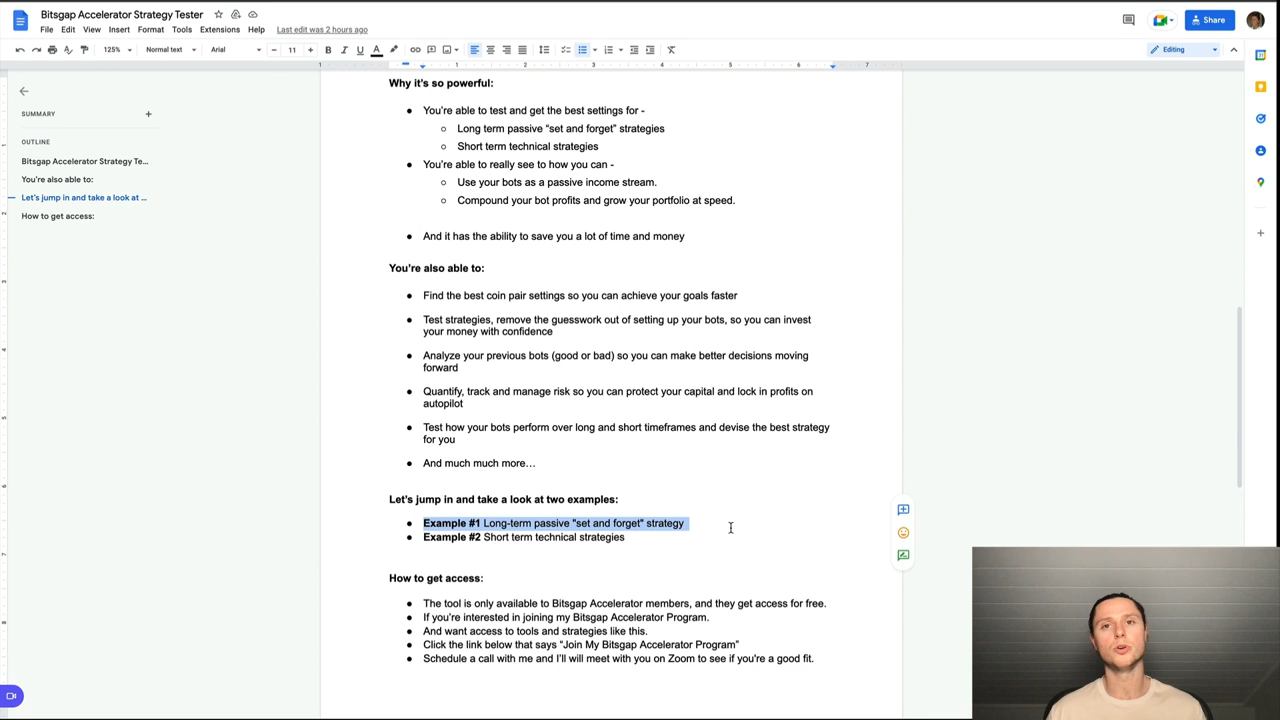 Bitsgap Accelerator Strategy Tester
File Edit View Insert Format Tools Extensions Help Last edit was 2 hours ago
Share
125% Normal text Arial 11 Editing
1 1 2 3 4 5 6 7
SUMMARY
OUTLINE
Bitsgap Accelerator Strategy Te...
You're also able to:
Let's jump in and take a look at ...
How to get access:
Why it's so powerful:
You're able to test and get the best settings for -
Long term passive "set and forget" strategies
Short term technical strategies
You're able to really see to how you can -
Use your bots as a passive income stream.
Compound your bot profits and grow your portfolio at speed.
And it has the ability to save you a lot of time and money
You're also able to:
Find the best coin pair settings so you can achieve your goals faster
Test strategies, remove the guesswork out of setting up your bots, so you can invest
your money with confidence
Analyze your previous bots (good or bad) so you can make better decisions moving
forward
Quantify, track and manage risk so you can protect your capital and lock in profits on
autopilot
Test how your bots perform over long and short timeframes and devise the best strategy
for you
And much much more…
Let's jump in and take a look at two examples:
Example #1 Long-term passive "set and forget" strategy
Example #2 Short term technical strategies
How to get access:
The tool is only available to Bitsgap Accelerator members, and they get access for free.
If you're interested in joining my Bitsgap Accelerator Program.
And want access to tools and strategies like this.
Click the link below that says "Join My Bitsgap Accelerator Program"
Schedule a call with me and I'll will meet with you on Zoom to see if you're a good fit.